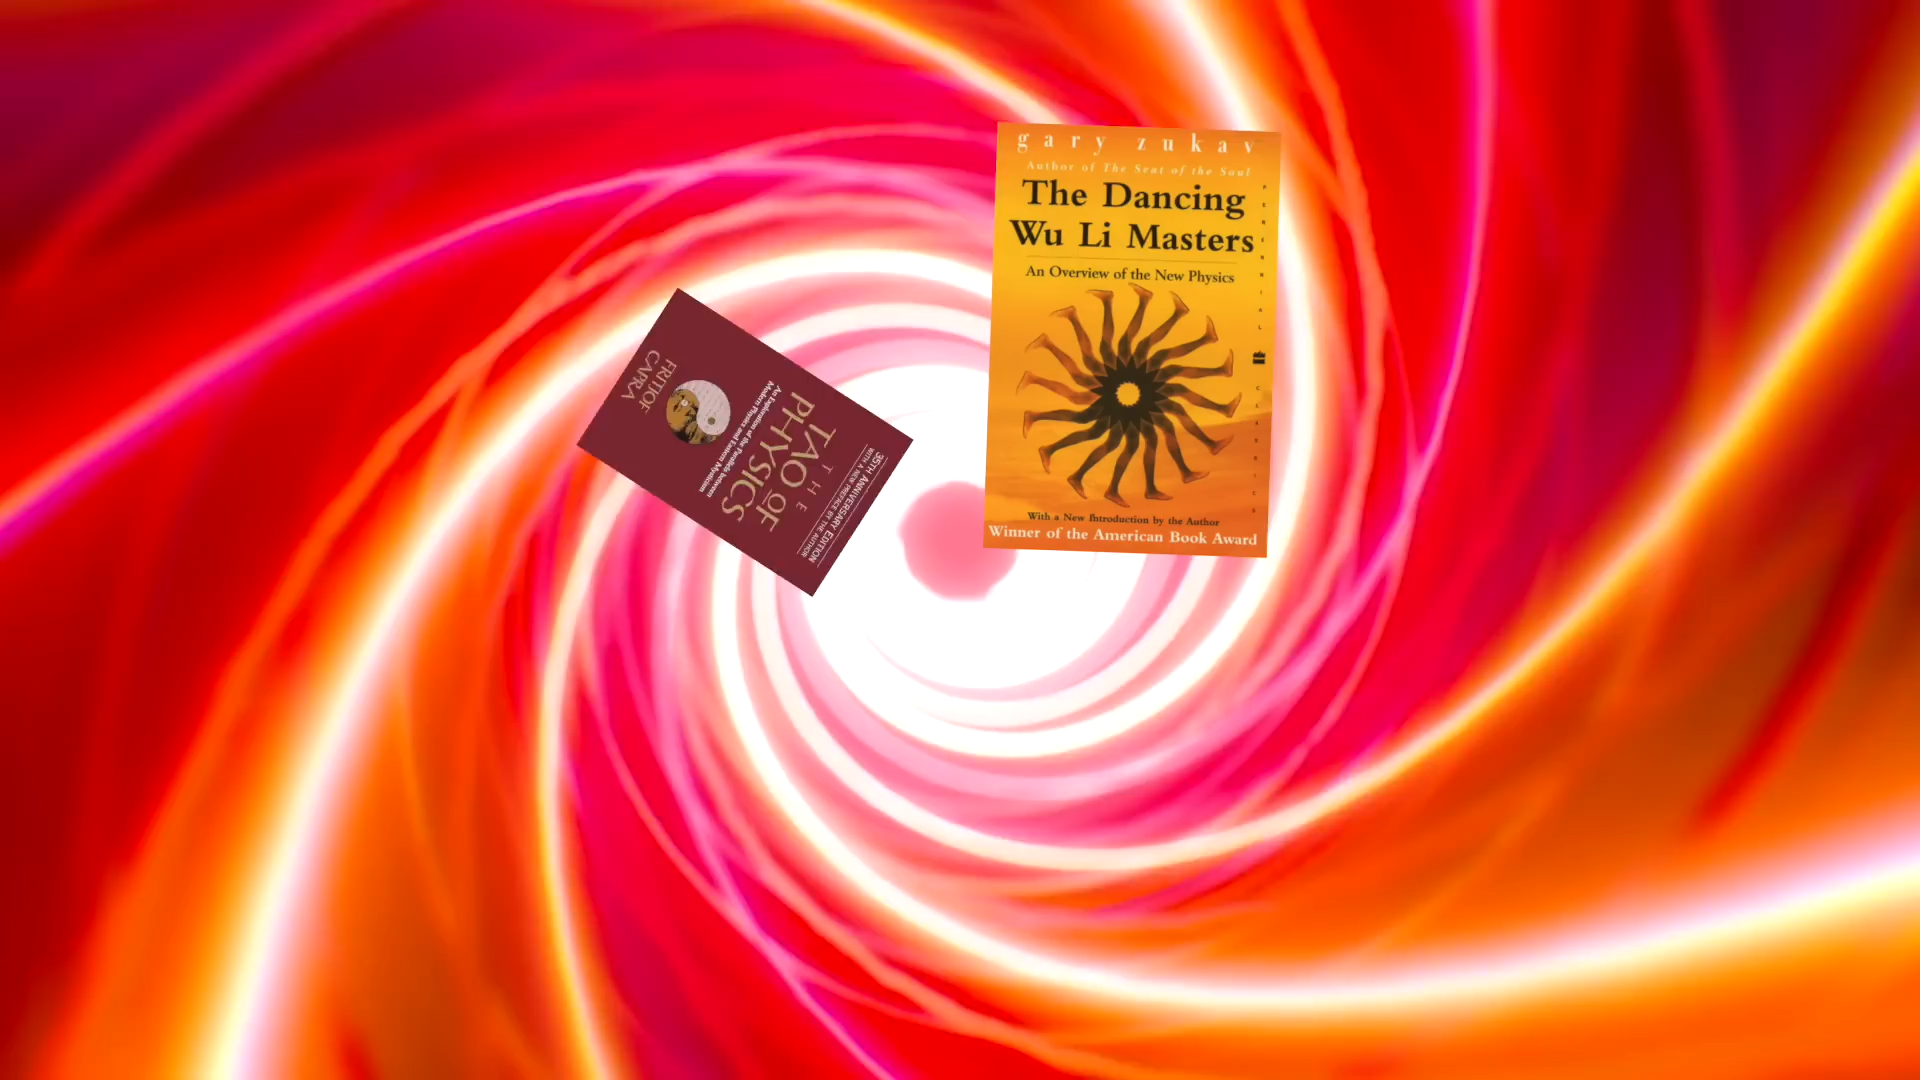 FRITJOF
CAPRA
An Exploration of the Parallels between
Modern Physics and Eastern Mysticism
THE
TAO OF
PHYSICS
35TH ANNIVERSARY EDITION
WITH A NEW PREFACE BY THE AUTHOR
gary zukav
Author of The Seat of the Soul
The Dancing
Wu Li Masters
An Overview of the New Physics
PERENNIAL
CLASSICS
With a New Introduction by the Author
Winner of the American Book Award